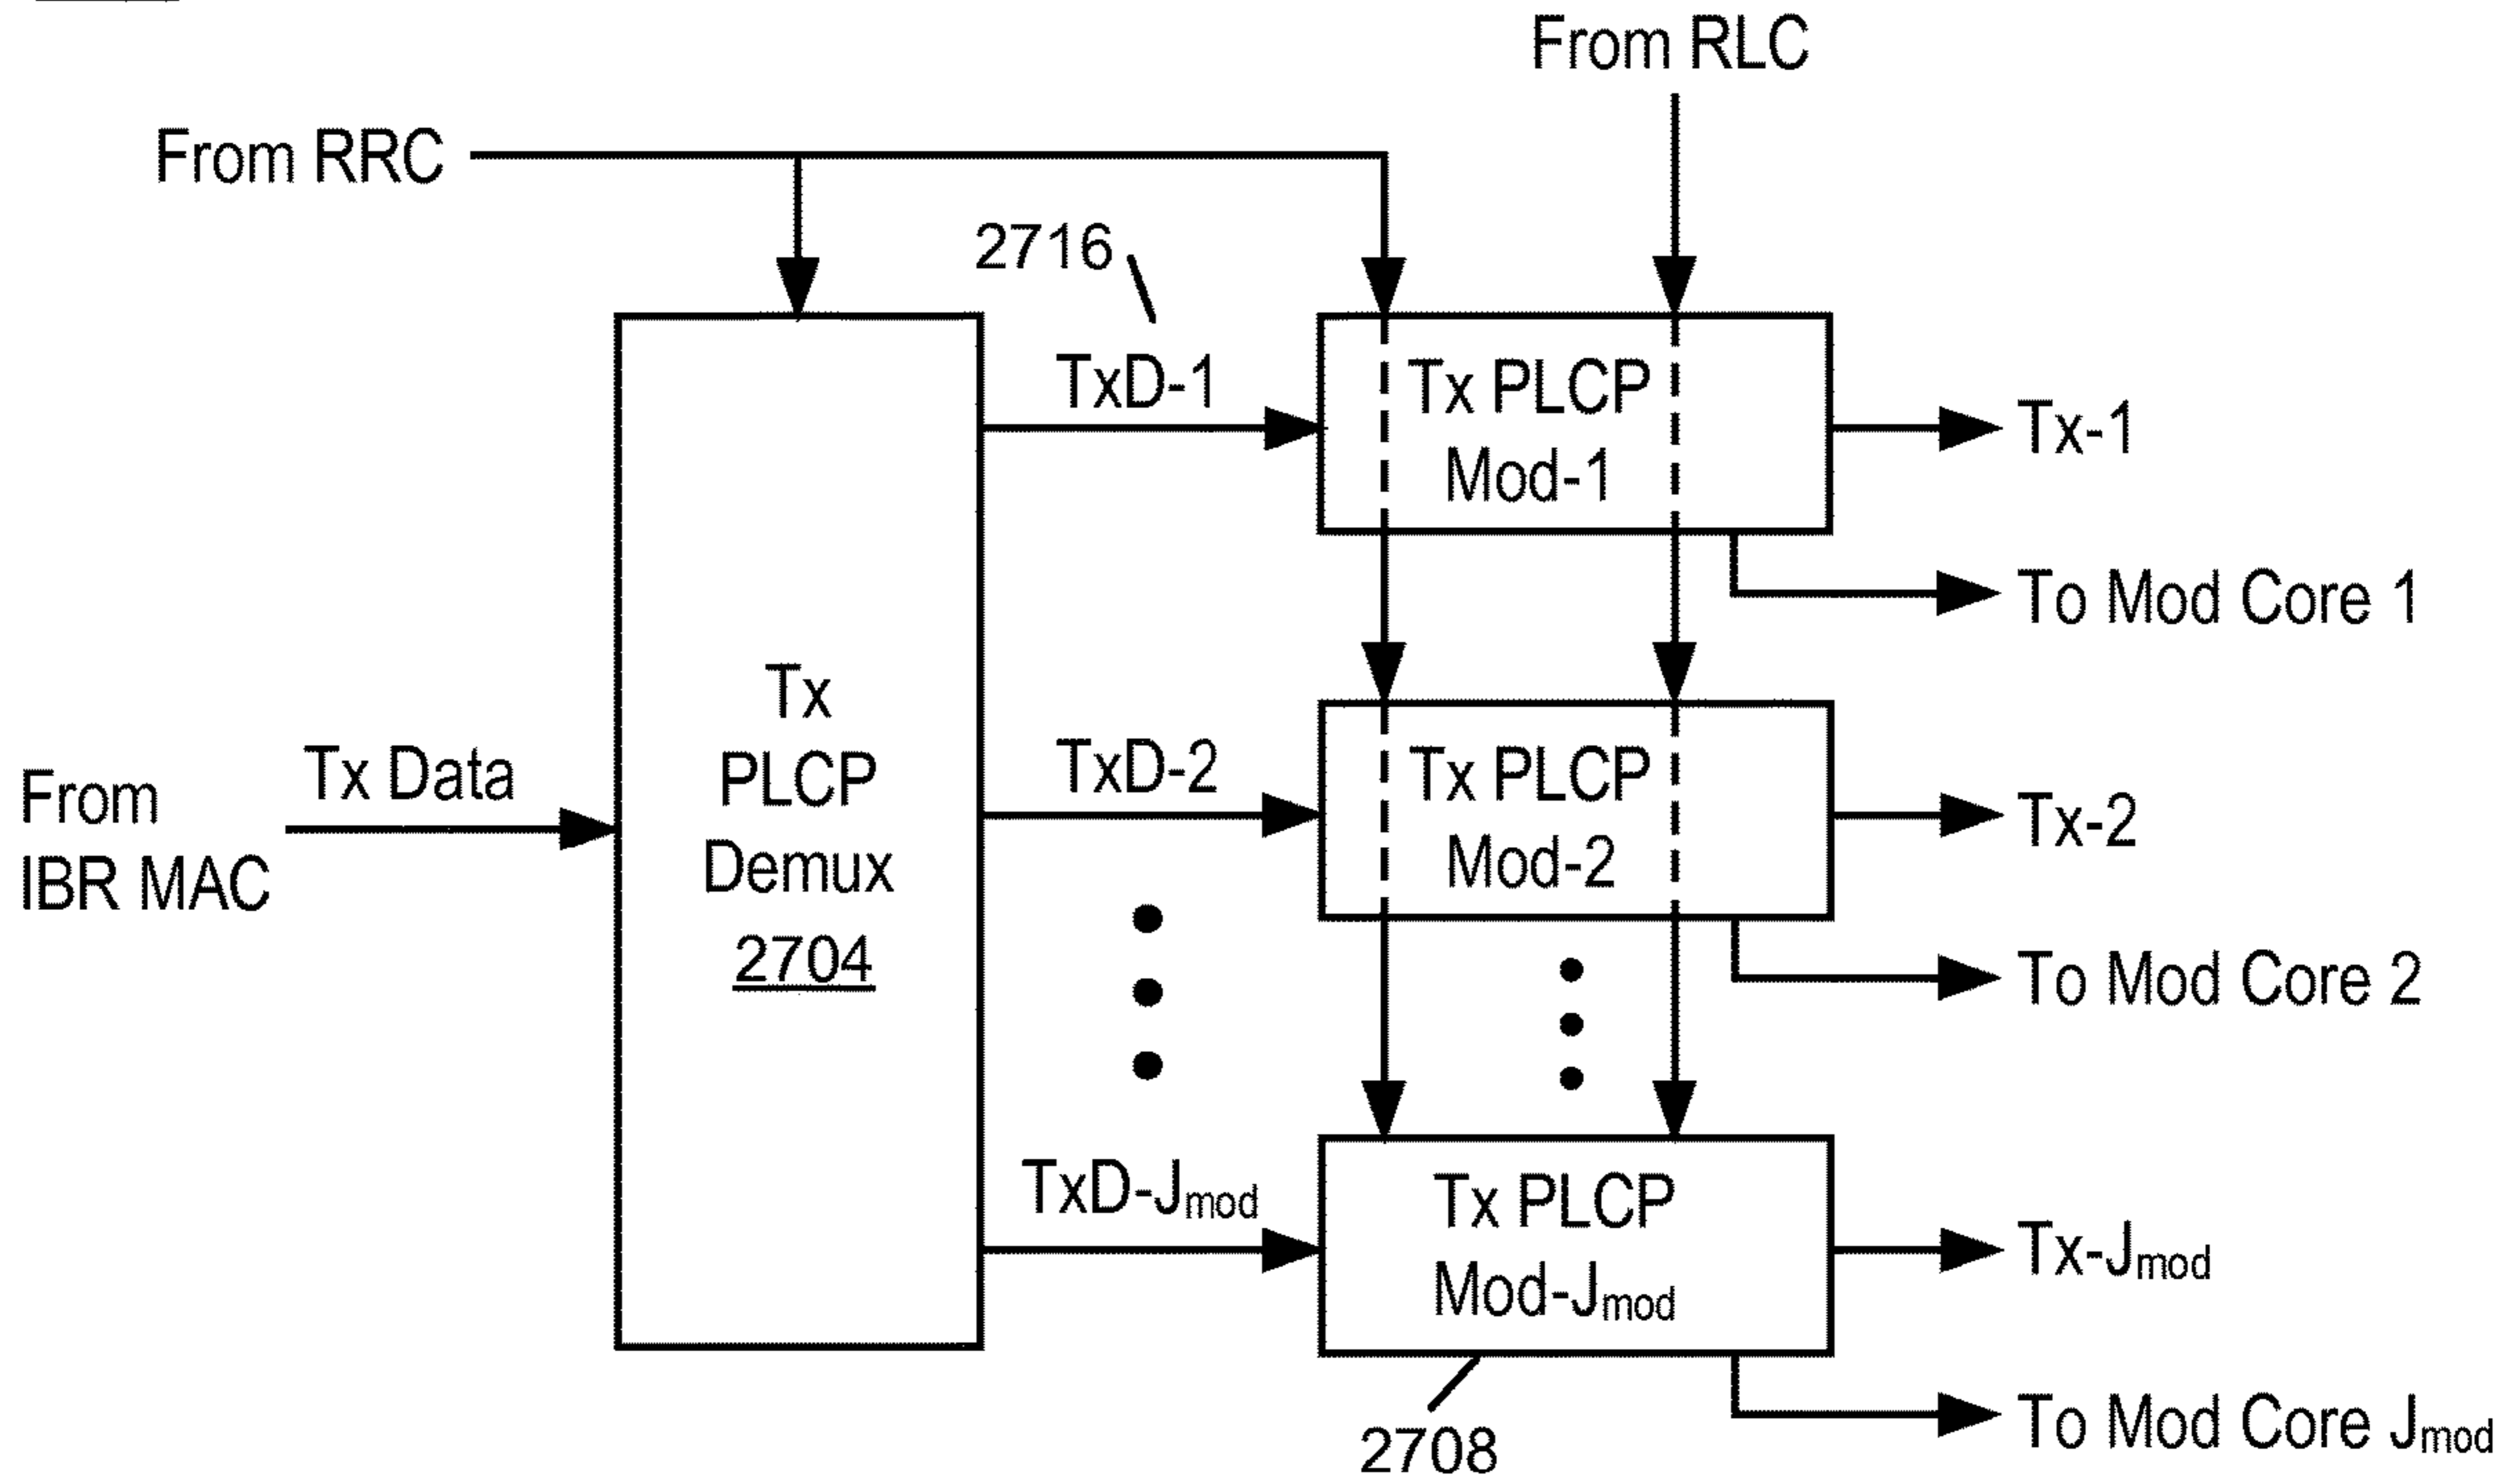 From RLC
From RRC
2716
TxD-1
Tx PLCP
Mod-1
Tx-1
To Mod Core 1
Tx
PLCP
Demux
2704
From
IBR MAC
Tx Data
TxD-2
Tx PLCP
Mod-2
Tx-2
To Mod Core 2
TxD-Jmod
Tx PLCP
Mod-Jmod
Tx-Jmod
To Mod Core Jmod
2708